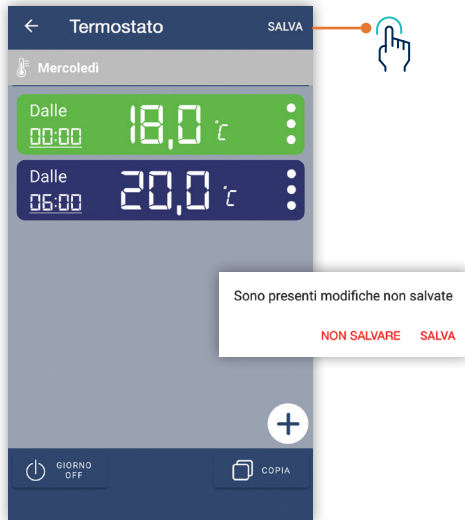 Termostato SALVA
Mercoledì
Dalle
00:00 18,0 °C
Dalle
06:00 20,0 °C
Sono presenti modifiche non salvate
NON SALVARE SALVA
GIORNO
OFF
COPIA